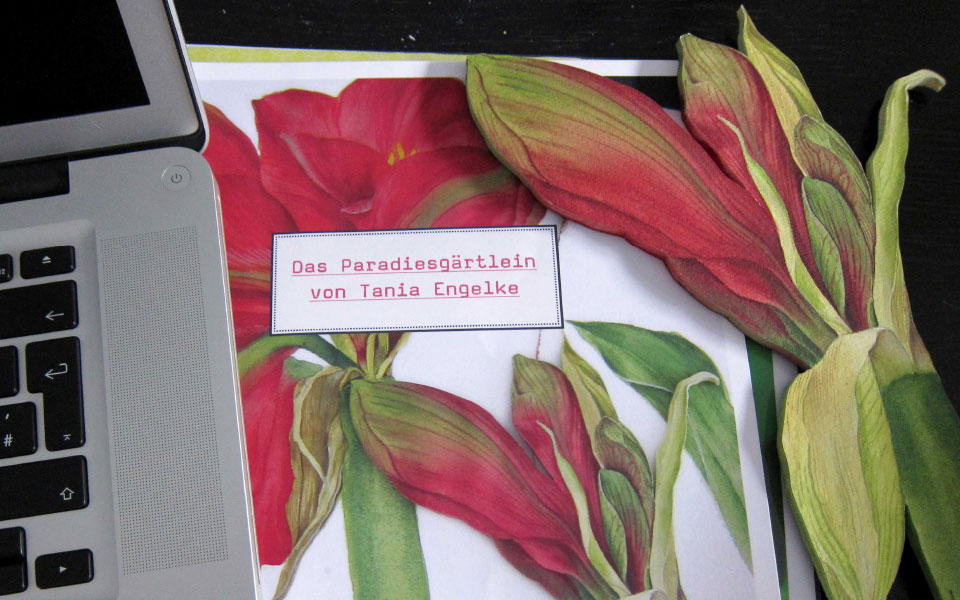 Das Paradiesgärtlein
von Tania Engelke
#